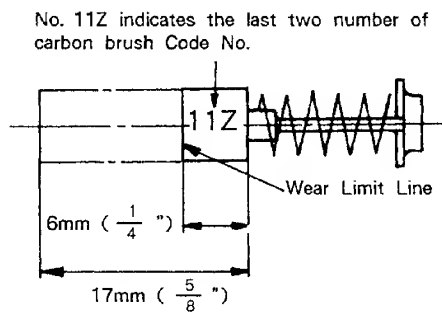 No. 11Z indicates the last two number of
carbon brush Code No.
11Z
Wear Limit Line
6mm ( 1/4 ")
17mm ( 5/8 ")